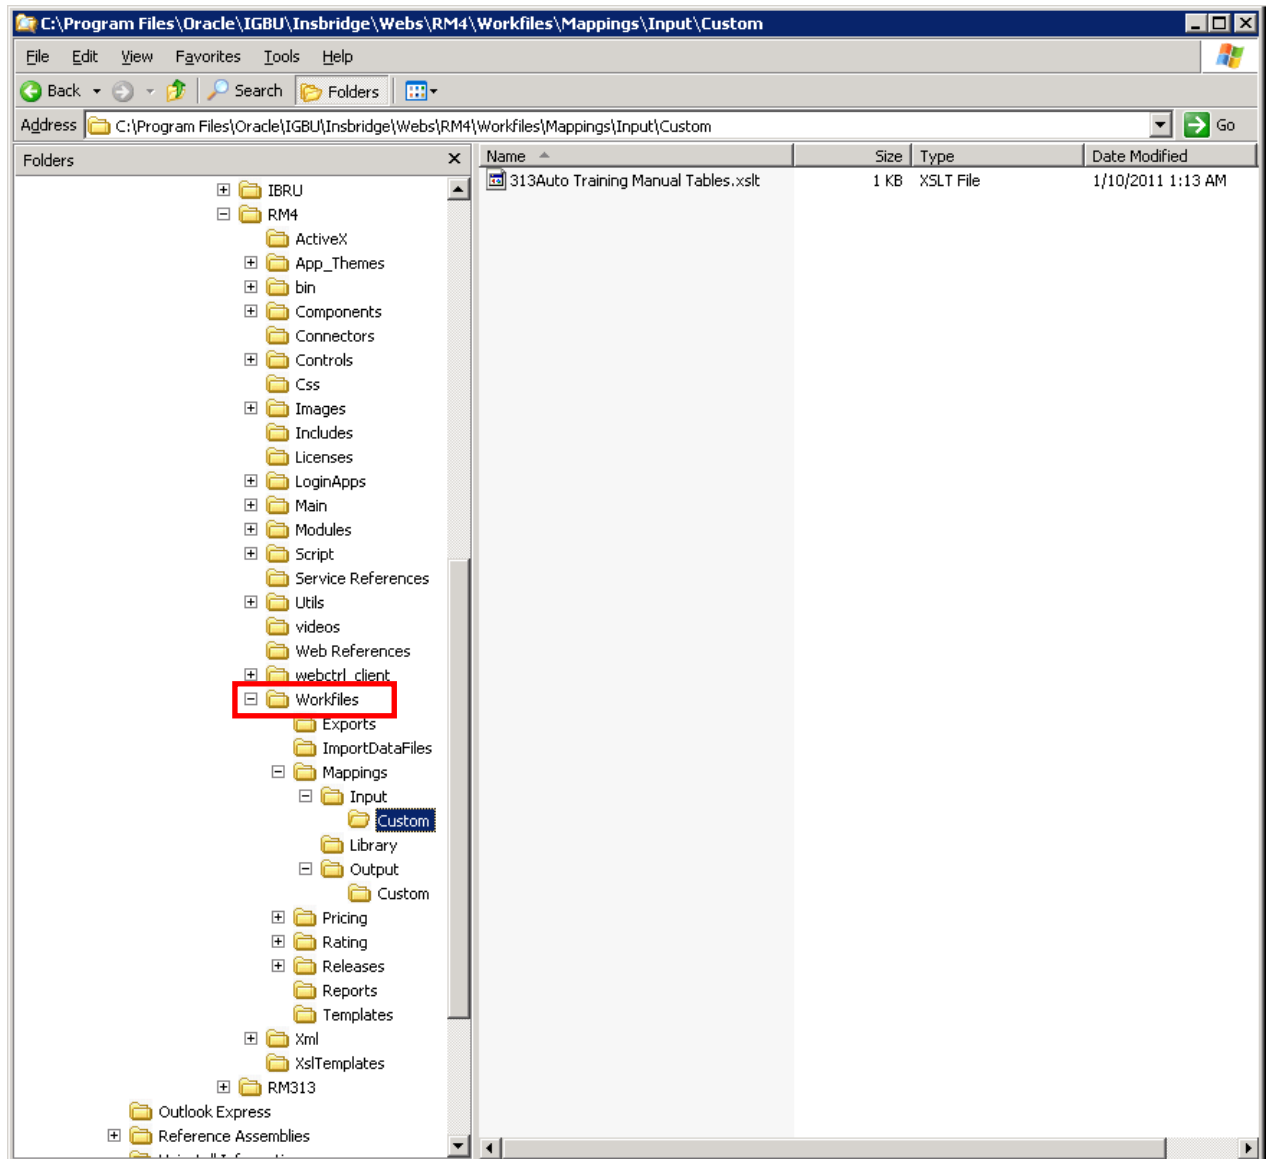 C:\Program Files\Oracle\IGBU\Insbridge\Webs\RM4\Workfiles\Mappings\Input\Custom
File Edit View Favorites Tools Help
Back Search Folders
Address C:\Program Files\Oracle\IGBU\Insbridge\Webs\RM4\Workfiles\Mappings\Input\Custom Go
Folders
Name Size Type Date Modified
313Auto Training Manual Tables.xslt 1 KB XSLT File 1/10/2011 1:13 AM
IBRU
RM4
ActiveX
App_Themes
bin
Components
Connectors
Controls
Css
Images
Includes
Licenses
LoginApps
Main
Modules
Script
Service References
Utils
videos
Web References
webctrl_client
Workfiles
Exports
ImportDataFiles
Mappings
Input
Custom
Library
Output
Custom
Pricing
Rating
Releases
Reports
Templates
Xml
XslTemplates
RM313
Outlook Express
Reference Assemblies